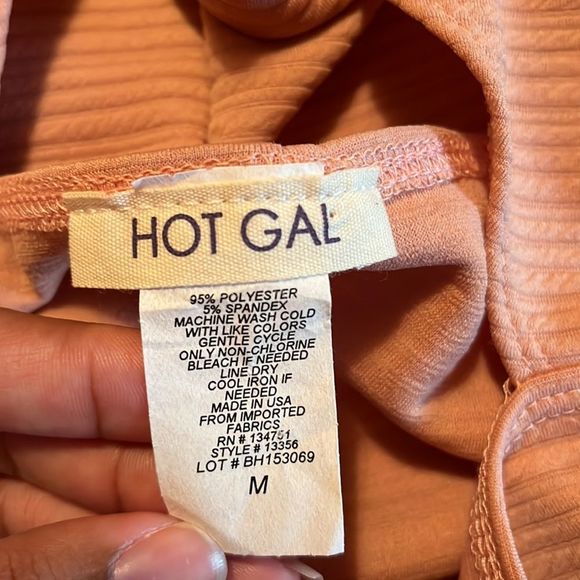 HOT GAL
95% POLYESTER
5% SPANDEX
MACHINE WASH COLD
WITH LIKE COLORS
GENTLE CYCLE
ONLY NON-CHLORINE
BLEACH IF NEEDED
LINE DRY
COOL IRON IF
NEEDED
MADE IN USA
FROM IMPORTED
FABRICS
RN # 134751
STYLE # 13356
LOT # BH153069
M